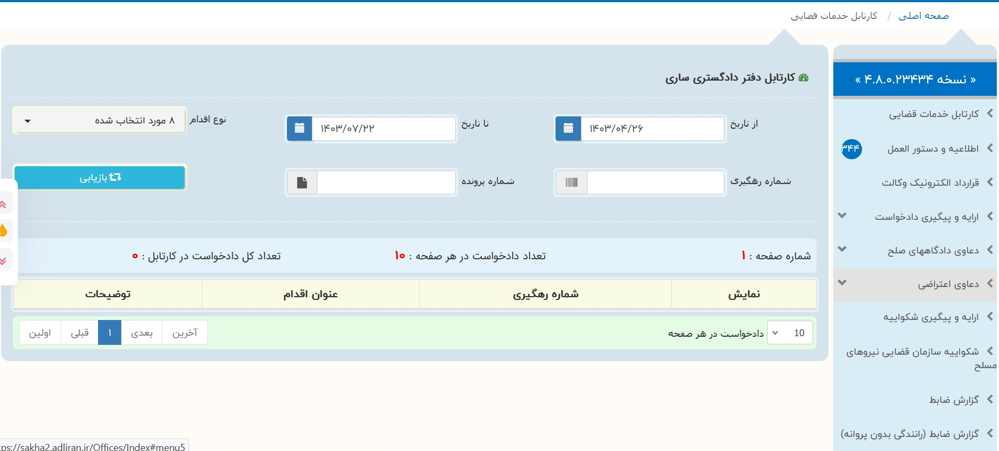 صفحه اصلی / کارتابل خدمات قضایی
« نسخه ۴.۸.۰.۲۳۴۳۴ »
کارتابل خدمات قضایی
اطلاعیه و دستور العمل ۳۴۴
قرارداد الکترونیک وکالت
ارایه و پیگیری دادخواست
دعاوی دادگاههای صلح
دعاوی اعتراضی
ارایه و پیگیری شکواییه
شکواییه سازمان قضایی نیروهای
مسلح
گزارش ضابط
گزارش ضابط (رانندگی بدون پروانه)
کارتابل دفتر دادگستری ساری
از تاریخ ۱۴۰۳/۰۴/۲۶ تا تاریخ ۱۴۰۳/۰۷/۲۲ نوع اقدام ۸ مورد انتخاب شده
شماره رهگیری شماره پرونده بازیابی
شماره صفحه : ۱ تعداد دادخواست در هر صفحه : ۱۰ تعداد کل دادخواست در کارتابل : ۰
نمایش شماره رهگیری عنوان اقدام توضیحات
10 دادخواست در هر صفحه آخرین بعدی ۱ قبلی اولین
ps://sakha2.adliran.ir/Offices/Index#menu5